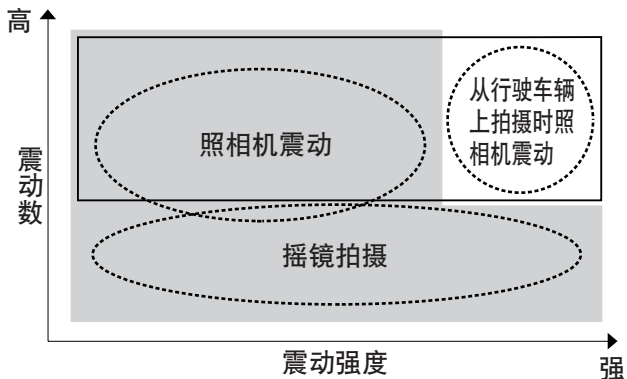 高
从行驶车辆
上拍摄时照
相机震动
照相机震动
震动数
摇镜拍摄
震动强度
强